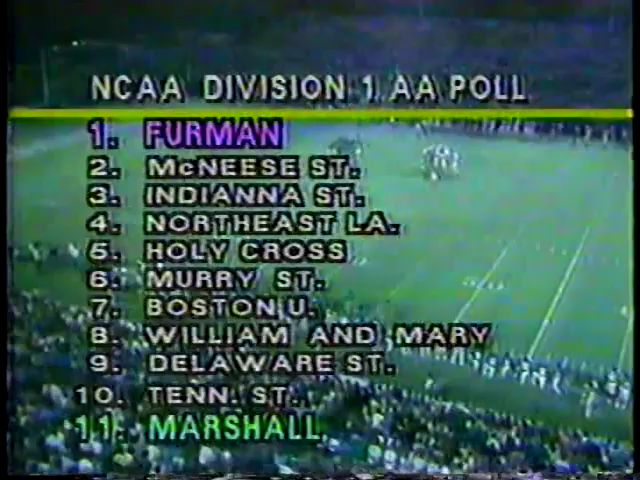 NCAA DIVISION 1 AA POLL
1. FURMAN
2. McNEESE ST.
3. INDIANNA ST.
4. NORTHEAST LA.
5. HOLY CROSS
6. MURRY ST.
7. BOSTON U.
8. WILLIAM AND MARY
9. DELAWARE ST.
10. TENN. ST.
11. MARSHALL